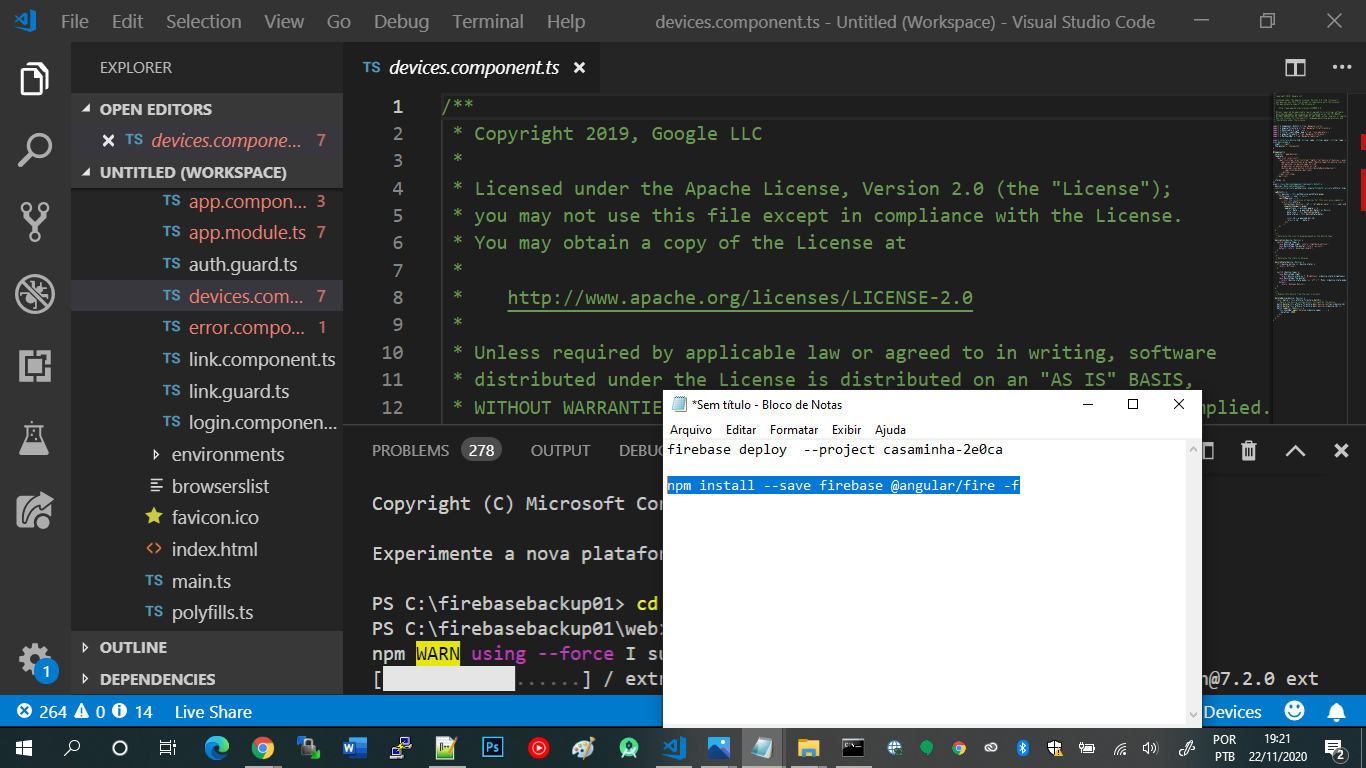 File Edit Selection View Go Debug Terminal Help devices.component.ts - Untitled (Workspace) - Visual Studio Code
EXPLORER
OPEN EDITORS
TS devices.compone... 7
UNTITLED (WORKSPACE)
TS app.compon... 3
TS app.module.ts 7
TS auth.guard.ts
TS devices.com... 7
TS error.compo... 1
TS link.component.ts
TS link.guard.ts
TS login.componen...
environments
browserslist
favicon.ico
index.html
TS main.ts
TS polyfills.ts
OUTLINE
DEPENDENCIES
1
TS devices.component.ts
1 /**
2 * Copyright 2019, Google LLC
3 *
4 * Licensed under the Apache License, Version 2.0 (the "License");
5 * you may not use this file except in compliance with the License.
6 * You may obtain a copy of the License at
7 *
8 * http://www.apache.org/licenses/LICENSE-2.0
9 *
10 * Unless required by applicable law or agreed to in writing, software
11 * distributed under the License is distributed on an "AS IS" BASIS,
12 * WITHOUT WARRANTIE mplied.
PROBLEMS 278 OUTPUT DEBU
Copyright (C) Microsoft Co
Experimente a nova platafo
PS C:\firebasebackup01> cd
PS C:\firebasebackup01\web
npm WARN using --force I su
[ ......] / ext n@7.2.0 ext
*Sem título - Bloco de Notas
Arquivo Editar Formatar Exibir Ajuda
firebase deploy  --project casaminha-2e0ca
npm install --save firebase @angular/fire -f
264 0 14 Live Share Devices
W Ps POR 19:21
PTB 22/11/2020 2